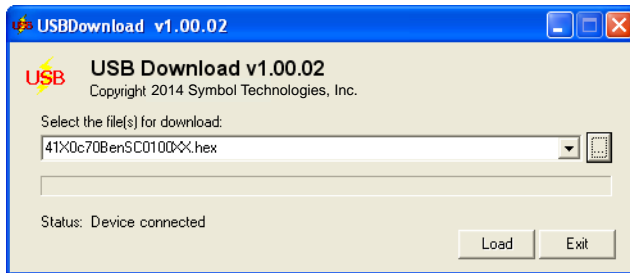 USB USBDownload v1.00.02
USB USB Download v1.00.02
Copyright 2014 Symbol Technologies, Inc.
Select the file(s) for download:
41X0c70BenSC0100XX.hex
...
Status: Device connected
Load Exit